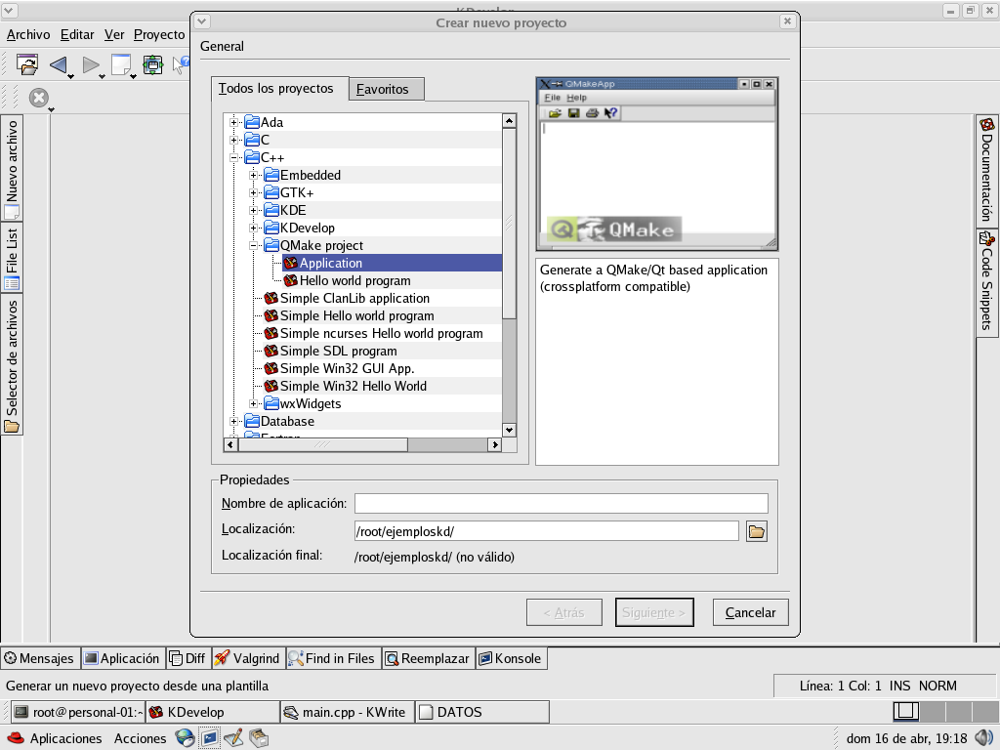 KDevelop
Crear nuevo proyecto
Archivo Editar Ver Proyecto
General
Todos los proyectos Favoritos
Ada
C
C++
Embedded
GTK+
KDE
KDevelop
QMake project
Application
Hello world program
Simple ClanLib application
Simple Hello world program
Simple ncurses Hello world program
Simple SDL program
Simple Win32 GUI App.
Simple Win32 Hello World
wxWidgets
Database
Fortran
QMakeApp
File Help
QMake
Generate a QMake/Qt based application
(crossplatform compatible)
Propiedades
Nombre de aplicación:
Localización: /root/ejemploskd/
Localización final: /root/ejemploskd/ (no válido)
< Atrás Siguiente > Cancelar
Nuevo archivo
File List
Selector de archivos
Documentación
Code Snippets
Mensajes Aplicación Diff Valgrind Find in Files Reemplazar Konsole
Generar un nuevo proyecto desde una plantilla
Línea: 1 Col: 1 INS NORM
root@personal-01:~ KDevelop main.cpp - KWrite DATOS
Aplicaciones Acciones dom 16 de abr, 19:18